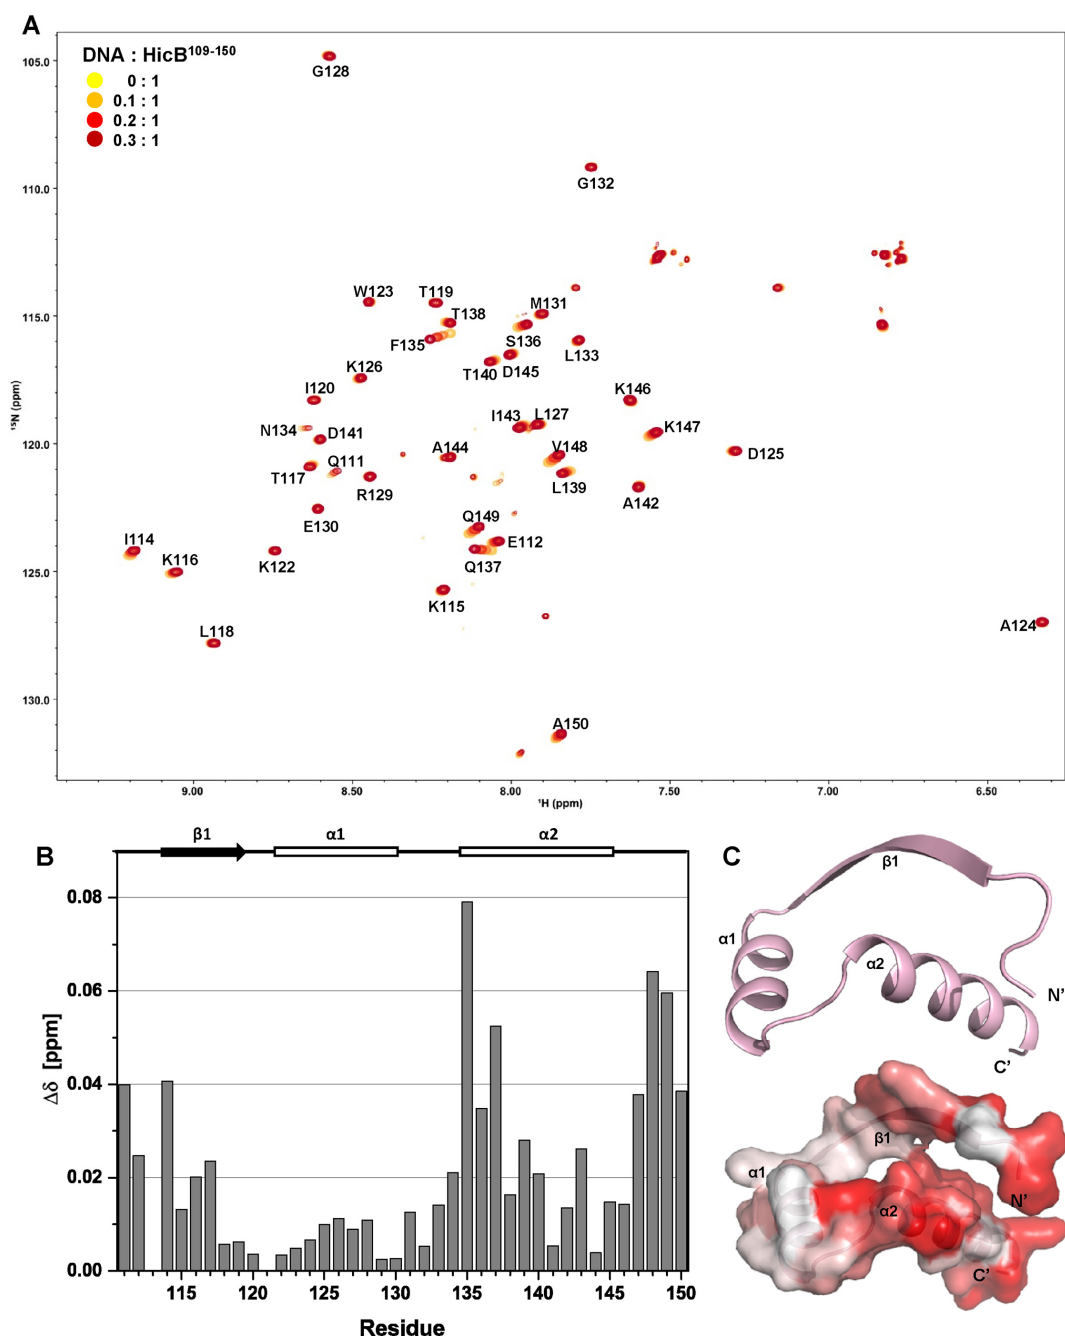 A
DNA : HicB109-150
0 : 1
0.1 : 1
0.2 : 1
0.3 : 1
105.0
110.0
115.0
120.0
125.0
130.0
15N (ppm)
G128
G132
W123
T119
T138
M131
F135
S136
L133
K126
T140
D145
I120
K146
N134
D141
I143
L127
K147
Q111
A144
V148
D125
T117
R129
L139
A142
E130
Q149
E112
I114
K116
K122
Q137
K115
L118
A124
A150
9.00
8.50
8.00
7.50
7.00
6.50
1H (ppm)
B
β1
α1
α2
0.08
0.06
0.04
0.02
0.00
Δδ [ppm]
115
120
125
130
135
140
145
150
Residue
C
β1
α1
α2
N'
C'
β1
α1
α2
N'
C'